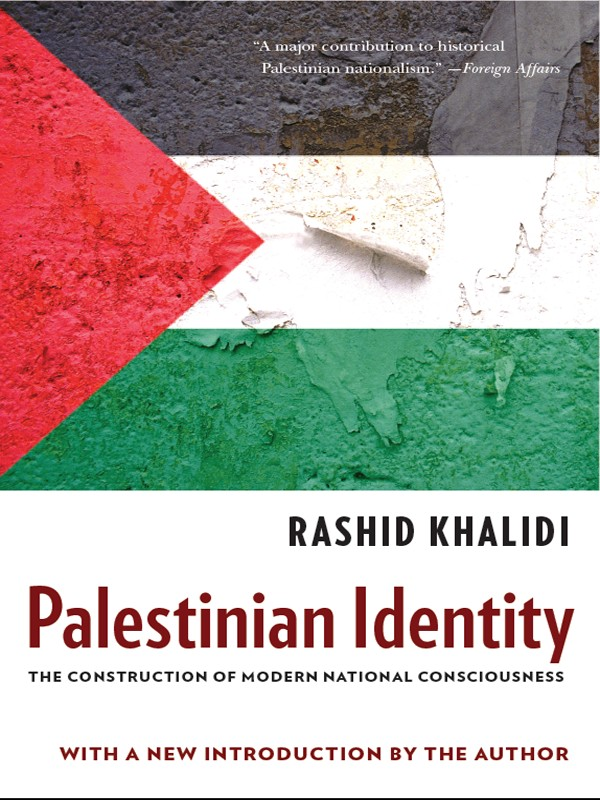 “A major contribution to historical
Palestinian nationalism.” —Foreign Affairs
RASHID KHALIDI
Palestinian Identity
THE CONSTRUCTION OF MODERN NATIONAL CONSCIOUSNESS
WITH A NEW INTRODUCTION BY THE AUTHOR